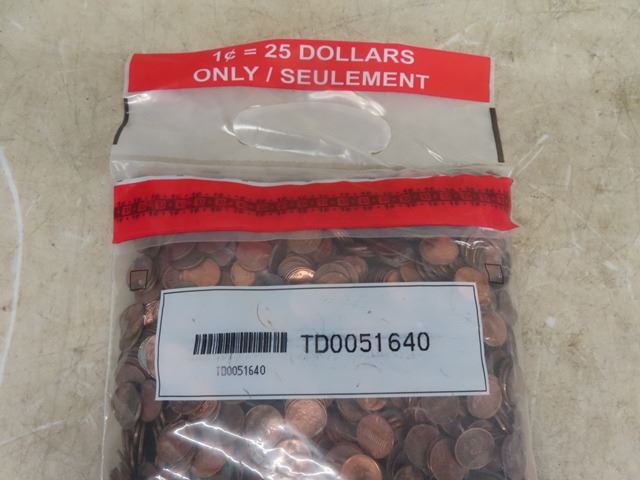 1¢ = 25 DOLLARS
ONLY / SEULEMENT
TD0051640
TD0051640